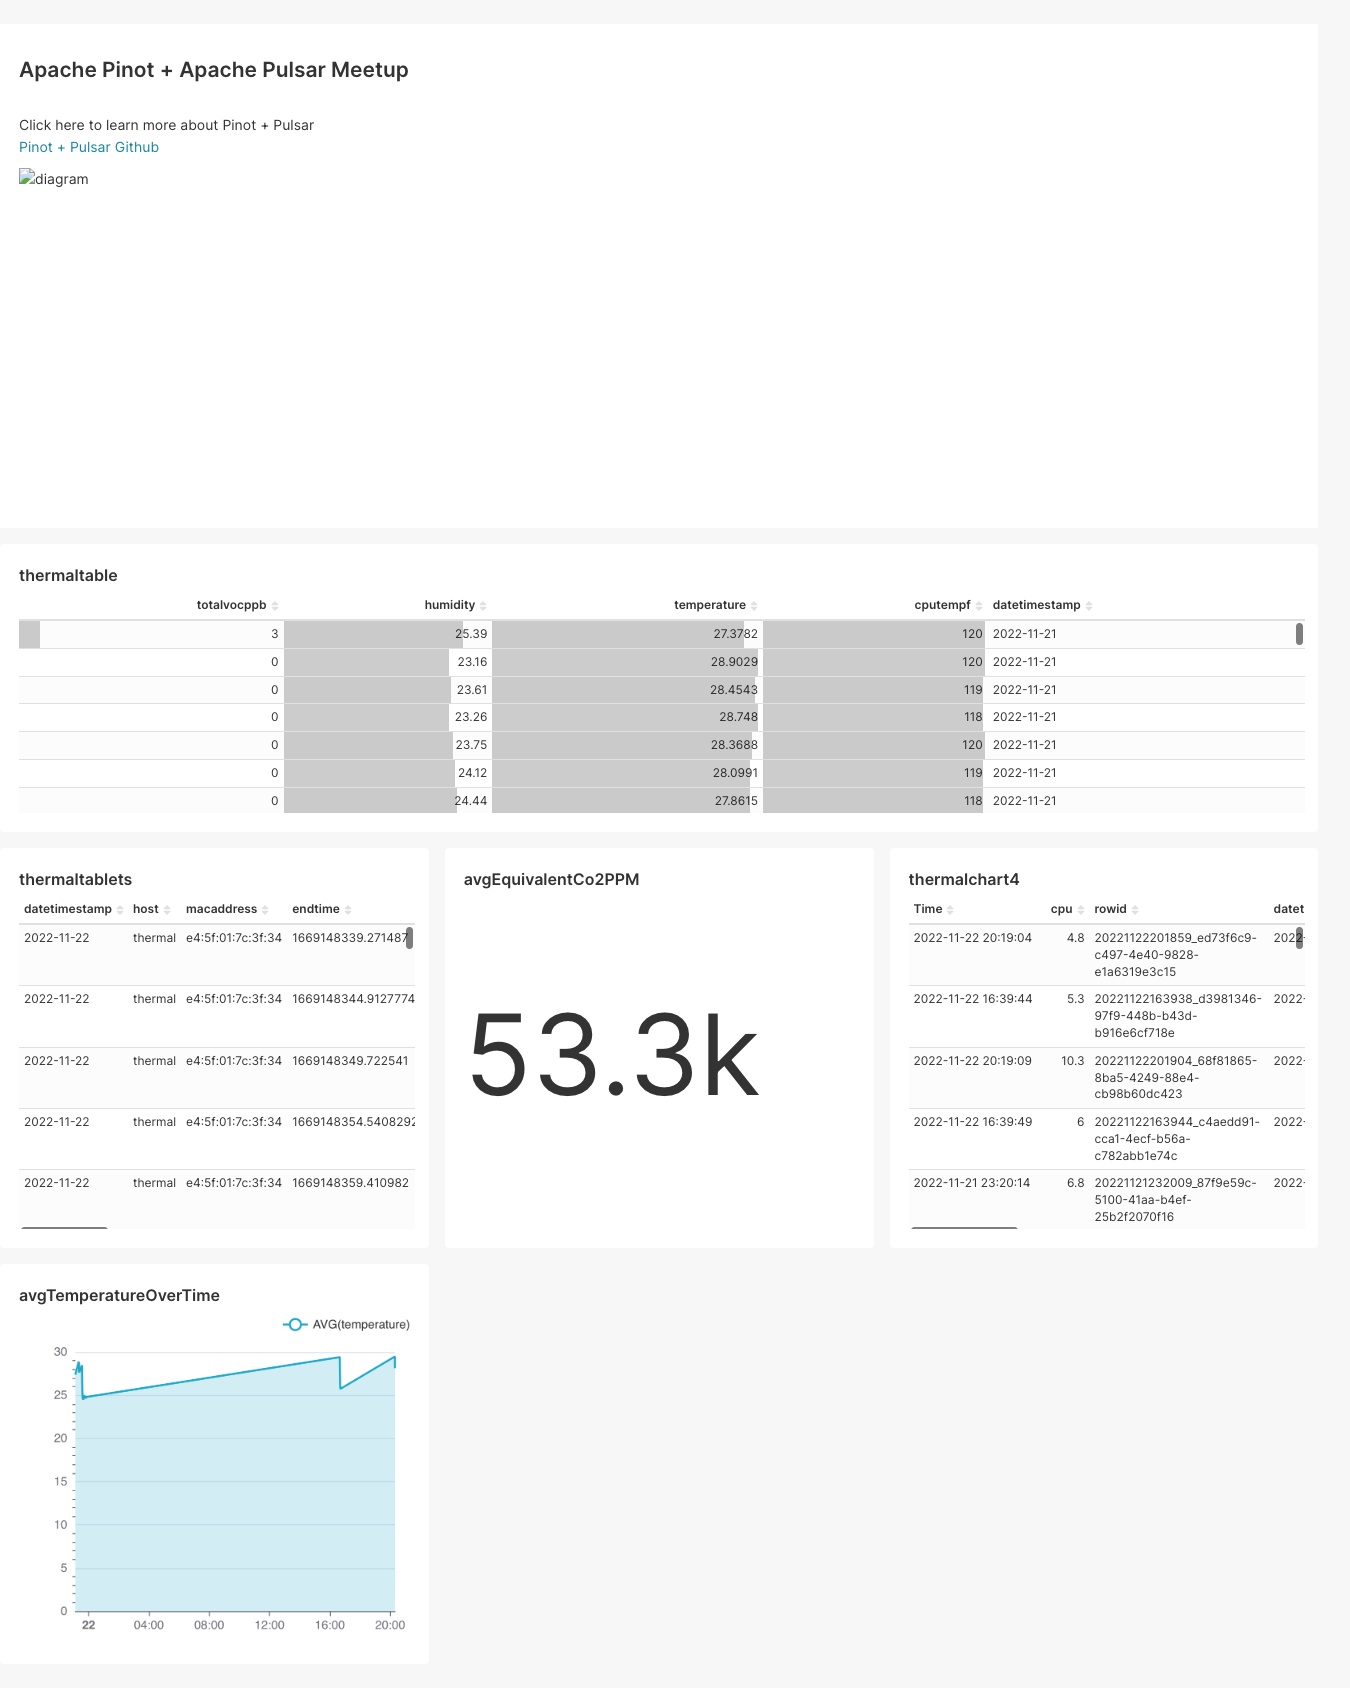 Apache Pinot + Apache Pulsar Meetup
Click here to learn more about Pinot + Pulsar
Pinot + Pulsar Github
diagram
thermaltable
totalvocppb humidity temperature cputempf datetimestamp
3 25.39 27.3782 120 2022-11-21
0 23.16 28.9029 120 2022-11-21
0 23.61 28.4543 119 2022-11-21
0 23.26 28.748 118 2022-11-21
0 23.75 28.3688 120 2022-11-21
0 24.12 28.0991 119 2022-11-21
0 24.44 27.8615 118 2022-11-21
thermaltablets
datetimestamp host macaddress endtime
2022-11-22 thermal e4:5f:01:7c:3f:34 1669148339.271487
2022-11-22 thermal e4:5f:01:7c:3f:34 1669148344.9127774
2022-11-22 thermal e4:5f:01:7c:3f:34 1669148349.722541
2022-11-22 thermal e4:5f:01:7c:3f:34 1669148354.5408292
2022-11-22 thermal e4:5f:01:7c:3f:34 1669148359.410982
avgEquivalentCo2PPM
53.3k
thermalchart4
Time cpu rowid datet
2022-11-22 20:19:04 4.8 20221122201859_ed73f6c9- 2022-
c497-4e40-9828-
e1a6319e3c15
2022-11-22 16:39:44 5.3 20221122163938_d3981346- 2022-
97f9-448b-b43d-
b916e6cf718e
2022-11-22 20:19:09 10.3 20221122201904_68f81865- 2022-
8ba5-4249-88e4-
cb98b60dc423
2022-11-22 16:39:49 6 20221122163944_c4aedd91- 2022-
cca1-4ecf-b56a-
c782abb1e74c
2022-11-21 23:20:14 6.8 20221121232009_87f9e59c- 2022-
5100-41aa-b4ef-
25b2f2070f16
avgTemperatureOverTime
AVG(temperature)
30
25
20
15
10
5
0
22 04:00 08:00 12:00 16:00 20:00